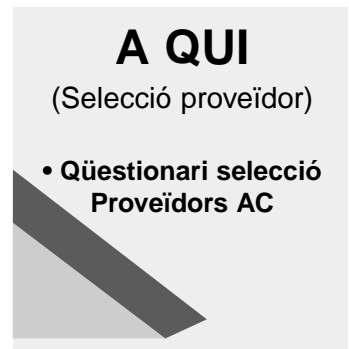 A QUI
(Selecció proveïdor)
• Qüestionari selecció
Proveïdors AC